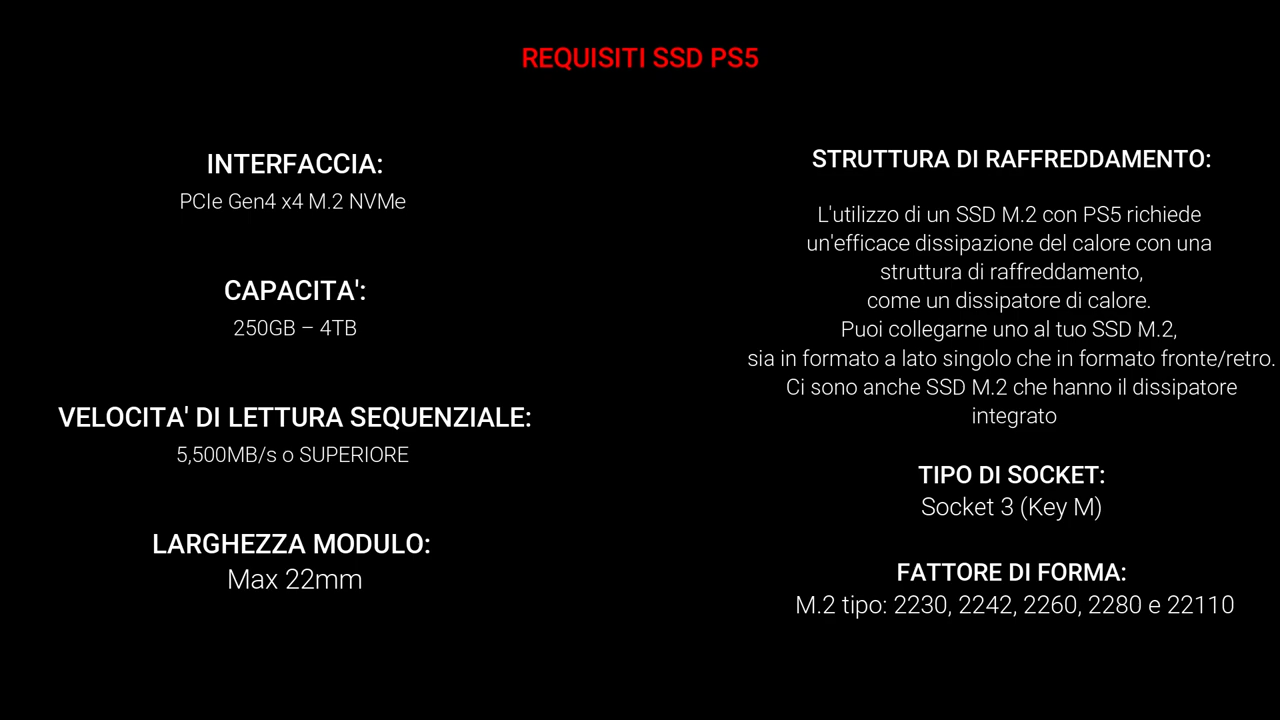 REQUISITI SSD PS5
INTERFACCIA:
PCIe Gen4 x4 M.2 NVMe
CAPACITA':
250GB – 4TB
VELOCITA' DI LETTURA SEQUENZIALE:
5,500MB/s o SUPERIORE
LARGHEZZA MODULO:
Max 22mm
STRUTTURA DI RAFFREDDAMENTO:
L'utilizzo di un SSD M.2 con PS5 richiede
un'efficace dissipazione del calore con una
struttura di raffreddamento,
come un dissipatore di calore.
Puoi collegarne uno al tuo SSD M.2,
sia in formato a lato singolo che in formato fronte/retro.
Ci sono anche SSD M.2 che hanno il dissipatore
integrato
TIPO DI SOCKET:
Socket 3 (Key M)
FATTORE DI FORMA:
M.2 tipo: 2230, 2242, 2260, 2280 e 22110